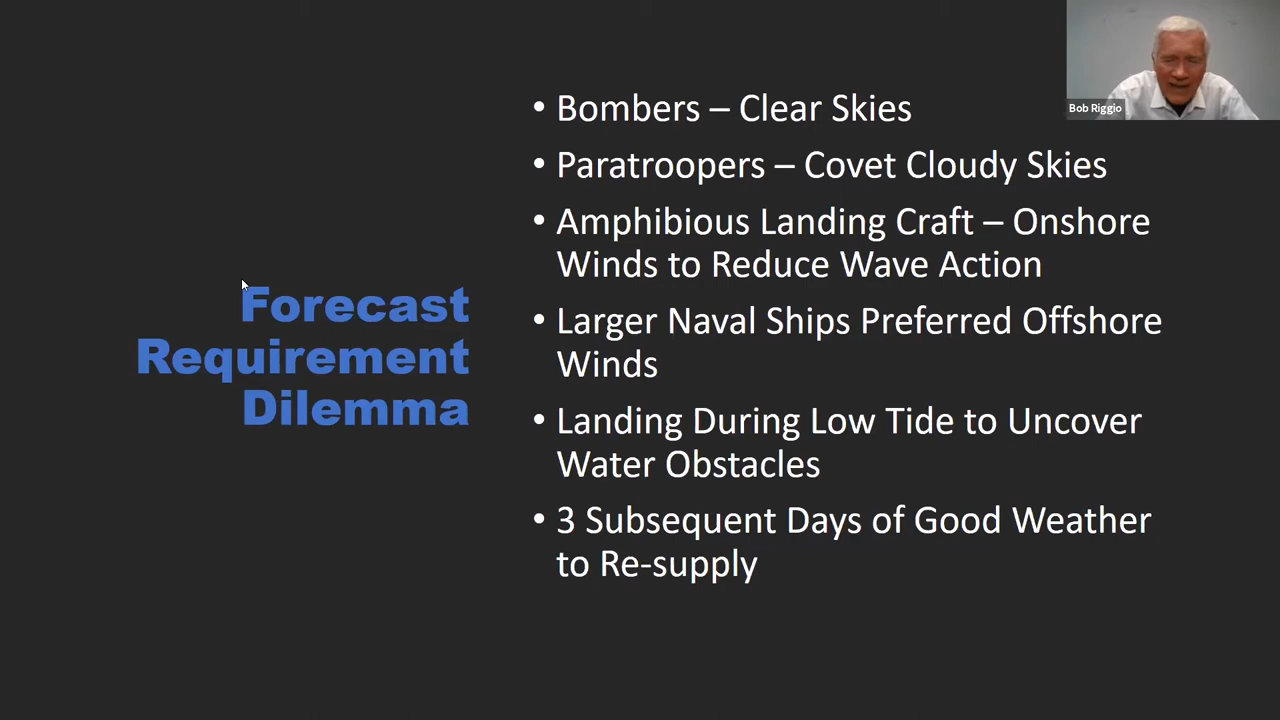 Forecast
Requirement
Dilemma
• Bombers – Clear Skies
• Paratroopers – Covet Cloudy Skies
• Amphibious Landing Craft – Onshore
Winds to Reduce Wave Action
• Larger Naval Ships Preferred Offshore
Winds
• Landing During Low Tide to Uncover
Water Obstacles
• 3 Subsequent Days of Good Weather
to Re-supply
Bob Riggio